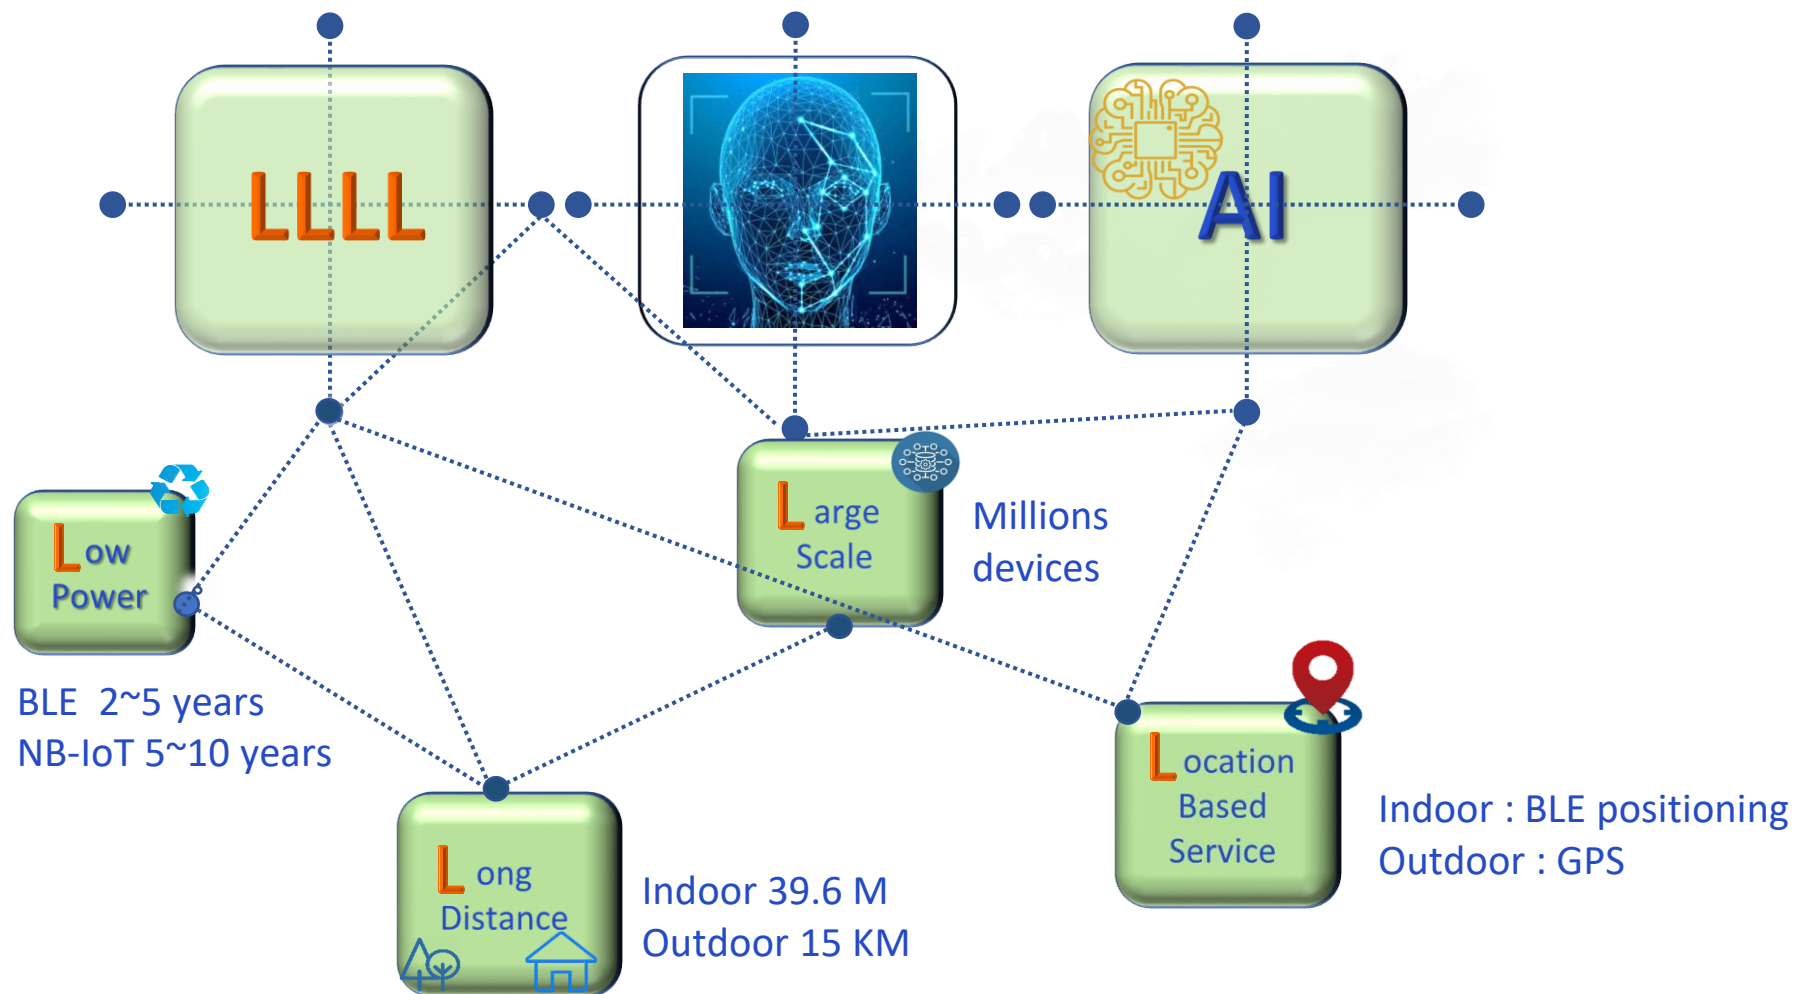 LLLL
AI
Large
Scale
Millions
devices
Low
Power
BLE 2~5 years
NB-IoT 5~10 years
Location
Based
Service
Indoor : BLE positioning
Outdoor : GPS
Long
Distance
Indoor 39.6 M
Outdoor 15 KM